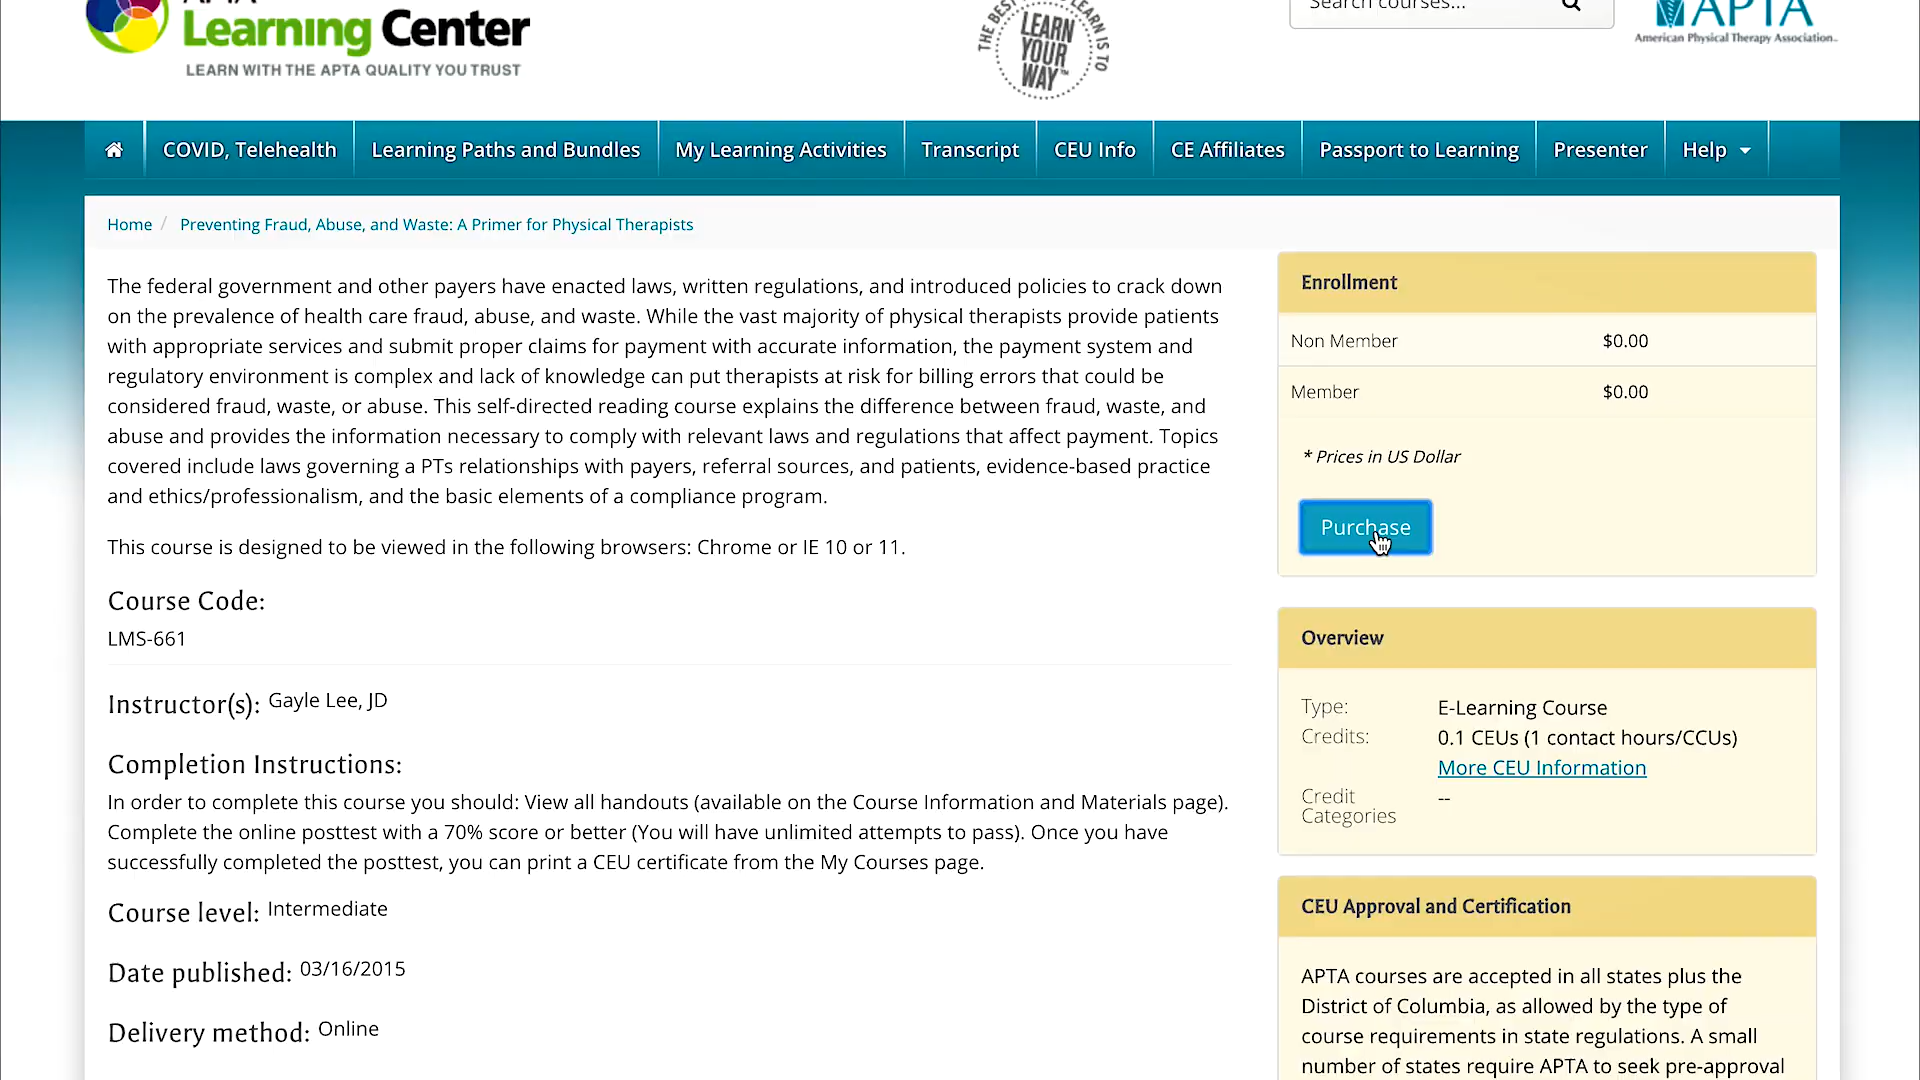 Learning Center
LEARN WITH THE APTA QUALITY YOU TRUST
THE BEST
LEARN IS TO
LEARN
YOUR
WAY™
Search courses...
APTA
American Physical Therapy Association.
COVID, Telehealth
Learning Paths and Bundles
My Learning Activities
Transcript
CEU Info
CE Affiliates
Passport to Learning
Presenter
Help
Home / Preventing Fraud, Abuse, and Waste: A Primer for Physical Therapists
The federal government and other payers have enacted laws, written regulations, and introduced policies to crack down
on the prevalence of health care fraud, abuse, and waste. While the vast majority of physical therapists provide patients
with appropriate services and submit proper claims for payment with accurate information, the payment system and
regulatory environment is complex and lack of knowledge can put therapists at risk for billing errors that could be
considered fraud, waste, or abuse. This self-directed reading course explains the difference between fraud, waste, and
abuse and provides the information necessary to comply with relevant laws and regulations that affect payment. Topics
covered include laws governing a PTs relationships with payers, referral sources, and patients, evidence-based practice
and ethics/professionalism, and the basic elements of a compliance program.
This course is designed to be viewed in the following browsers: Chrome or IE 10 or 11.
Course Code:
LMS-661
Instructor(s): Gayle Lee, JD
Completion Instructions:
In order to complete this course you should: View all handouts (available on the Course Information and Materials page).
Complete the online posttest with a 70% score or better (You will have unlimited attempts to pass). Once you have
successfully completed the posttest, you can print a CEU certificate from the My Courses page.
Course level: Intermediate
Date published: 03/16/2015
Delivery method: Online
Enrollment
Non Member $0.00
Member $0.00
* Prices in US Dollar
Purchase
Overview
Type: E-Learning Course
Credits: 0.1 CEUs (1 contact hours/CCUs)
More CEU Information
Credit --
Categories
CEU Approval and Certification
APTA courses are accepted in all states plus the
District of Columbia, as allowed by the type of
course requirements in state regulations. A small
number of states require APTA to seek pre-approval